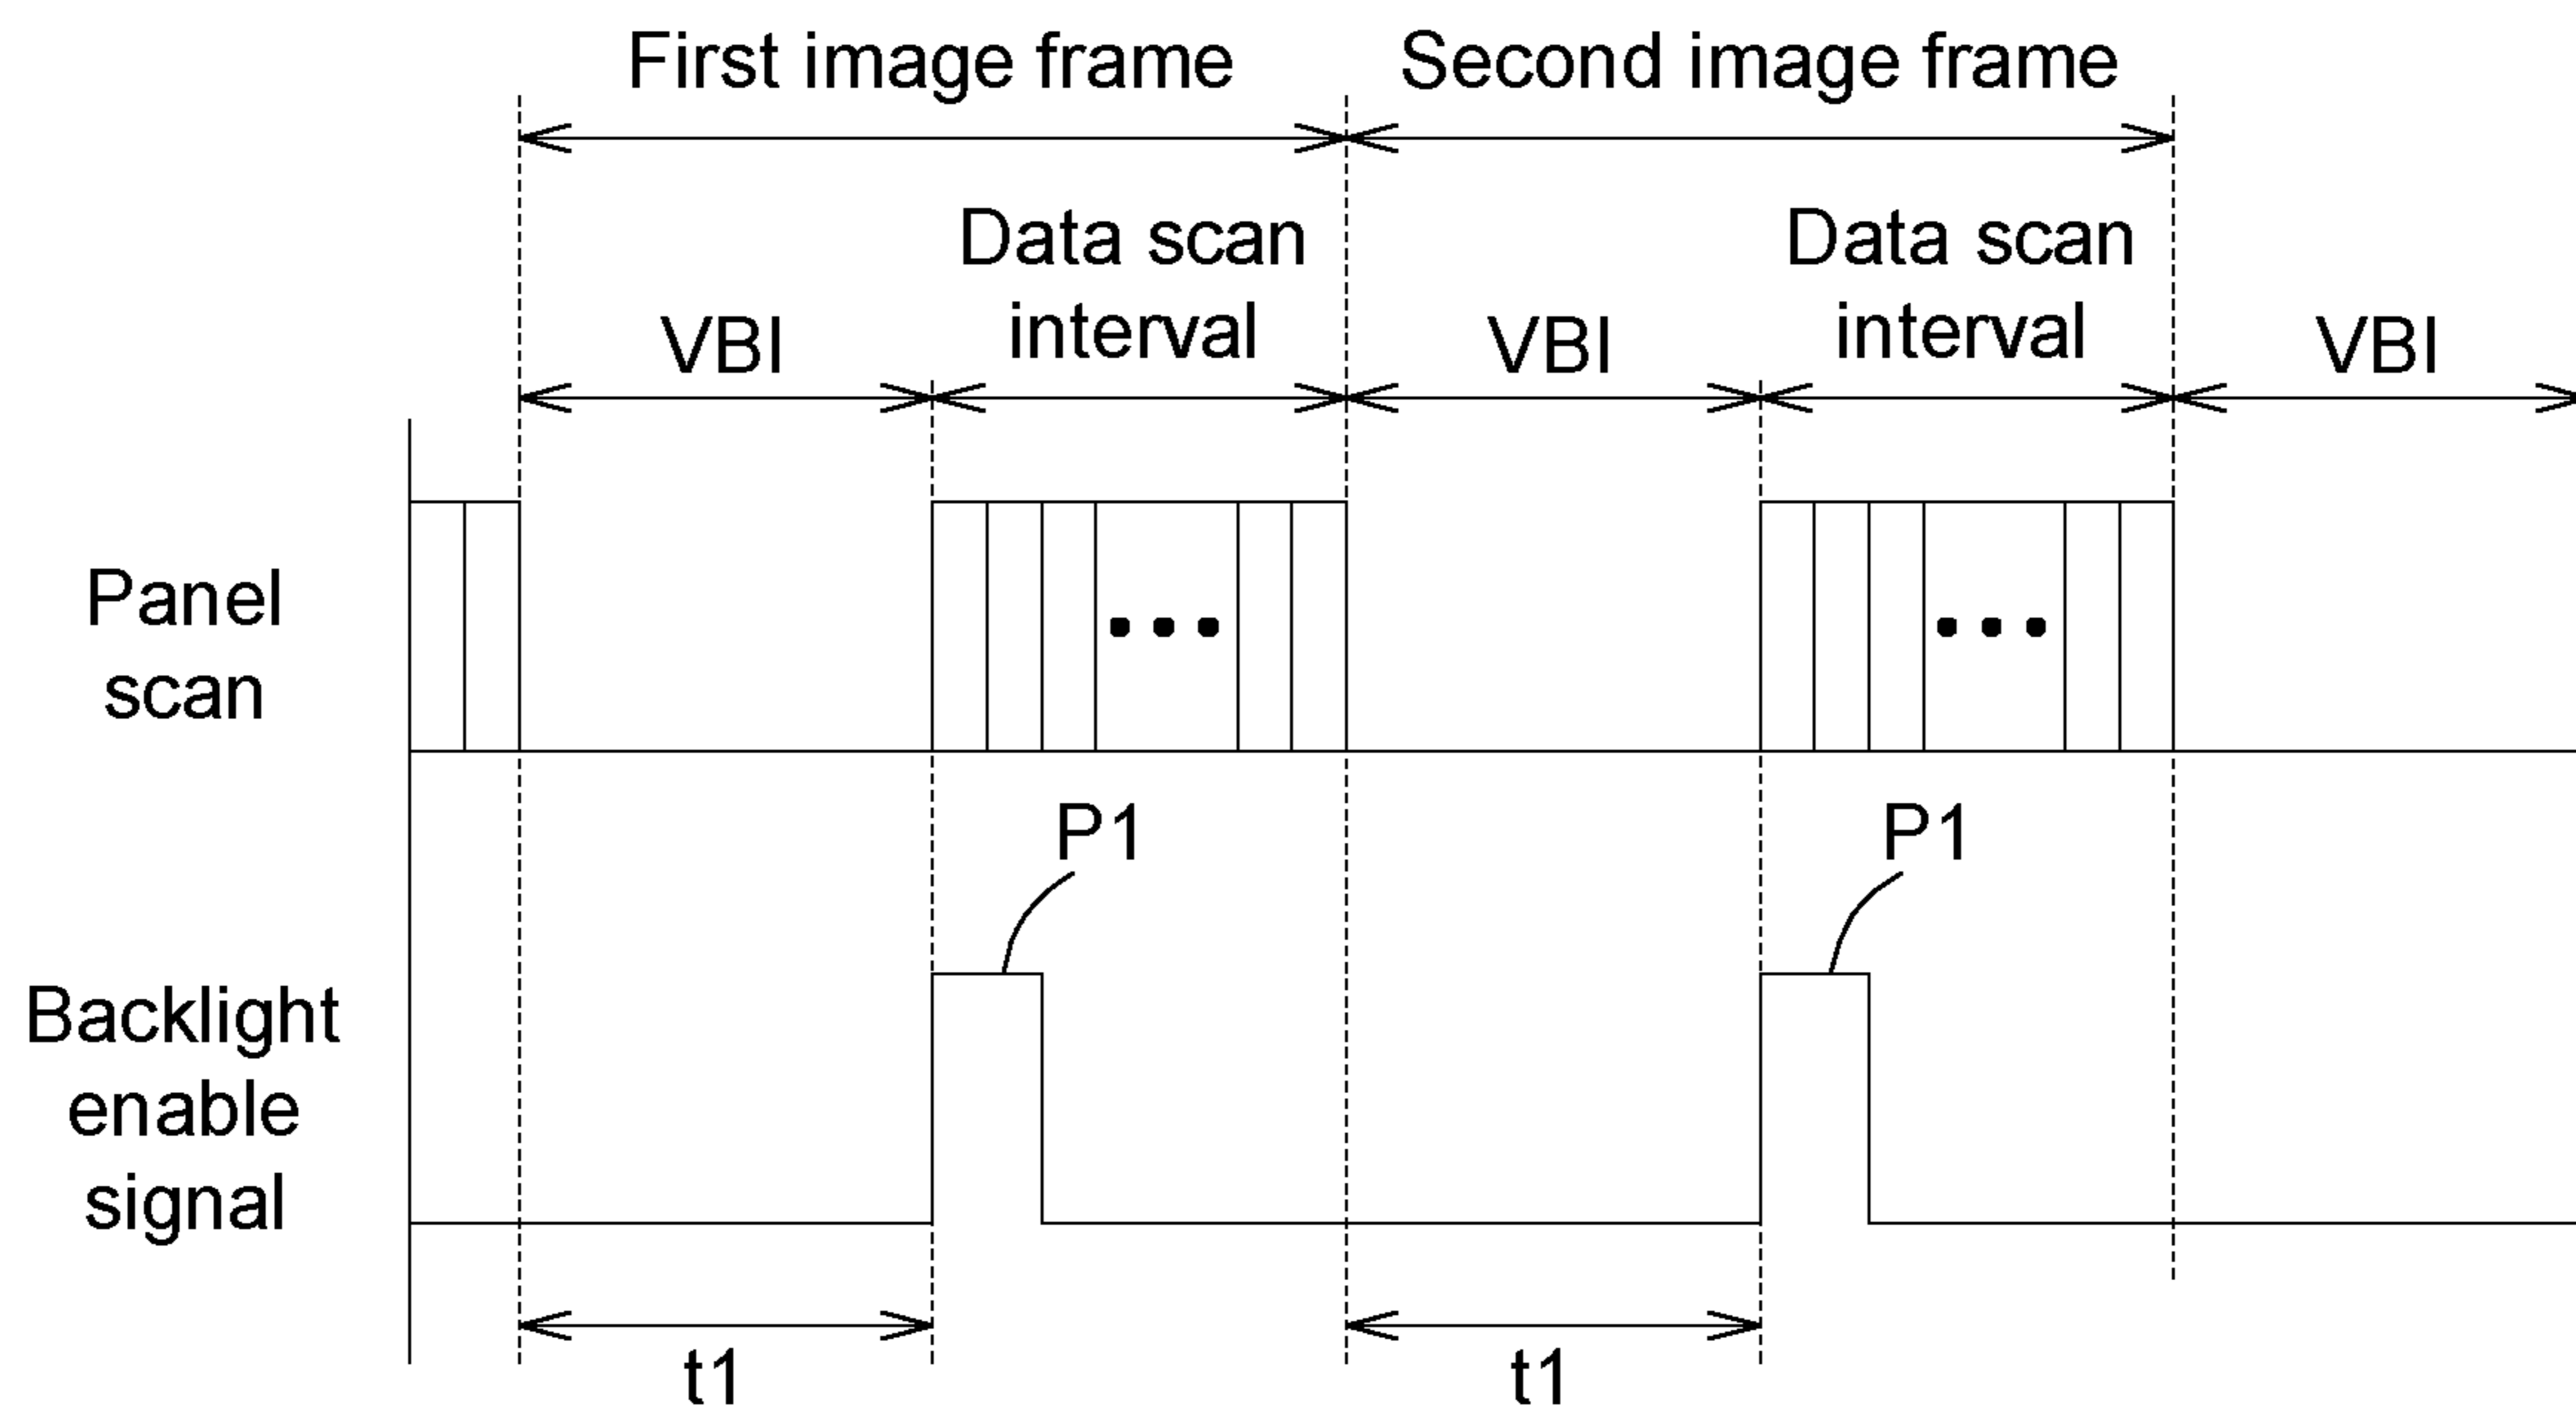 First image frame
Second image frame
Data scan
interval
Data scan
interval
VBI
VBI
VBI
Panel
scan
P1
P1
Backlight
enable
signal
t1
t1